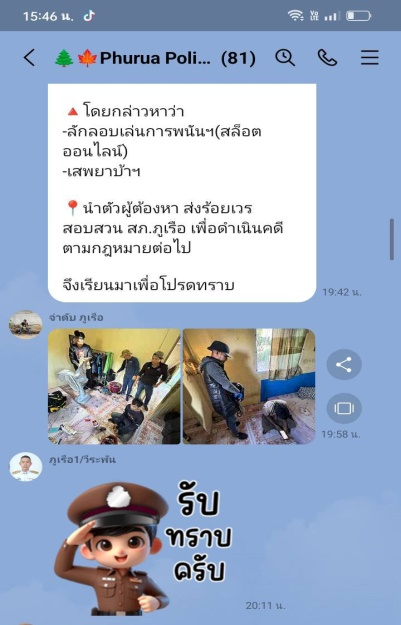 15:46 น.
Phurua Poli... (81)
🔺โดยกล่าวหาว่า
-ลักลอบเล่นการพนันฯ(สล็อต
ออนไลน์)
-เสพยาบ้าฯ
📍นำตัวผู้ต้องหา ส่งร้อยเวร
สอบสวน สภ.ภูเรือ เพื่อดำเนินคดี
ตามกฎหมายต่อไป
จึงเรียนมาเพื่อโปรดทราบ
19:42 น.
จ่าตับ ภูเรือ
19:58 น.
ภูเรือ1/วีระพัน
รับ
ทราบ
ครับ
20:11 น.